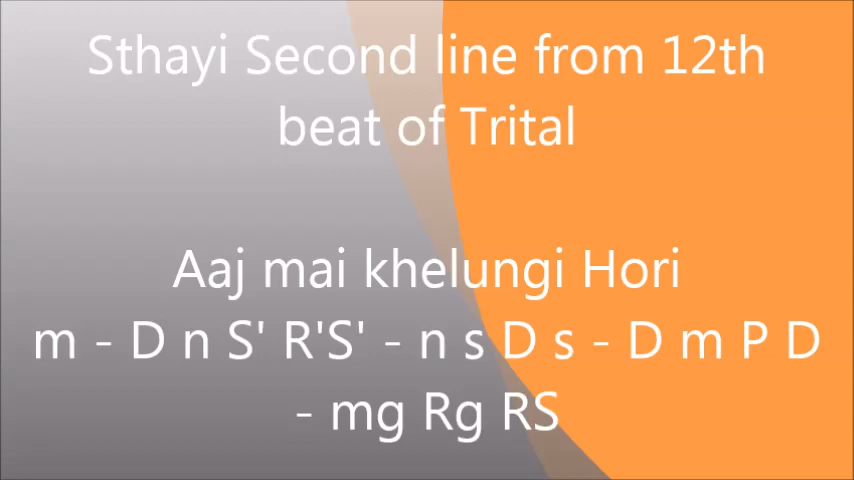 Sthayi Second line from 12th
beat of Trital
Aaj mai khelungi Hori
m - D n S' R'S' - n s D s - D m P D
- mg Rg RS